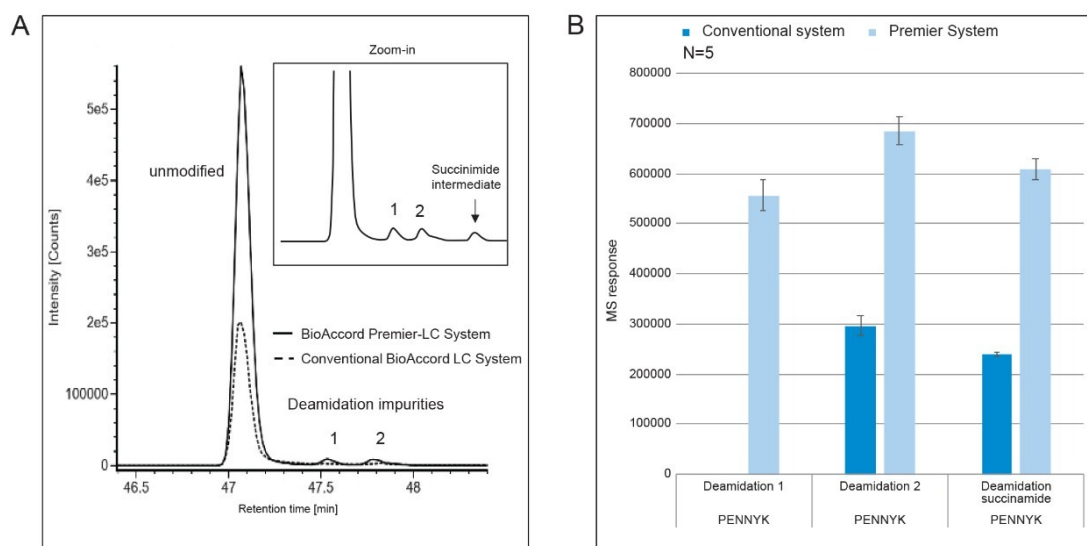 A
Zoom-in
5e5
unmodified
Succinimide
intermediate
1 2
4e5
Intensity [Counts]
3e5
2e5
BioAccord Premier-LC System
Conventional BioAccord LC System
100000
Deamidation impurities
1 2
0
46.5 47 47.5 48
Retention time [min]
B
Conventional system Premier System
N=5
800000
700000
600000
500000
400000
300000
200000
100000
0
MS response
Deamidation 1 Deamidation 2 Deamidation
succinamide
PENNYK PENNYK PENNYK